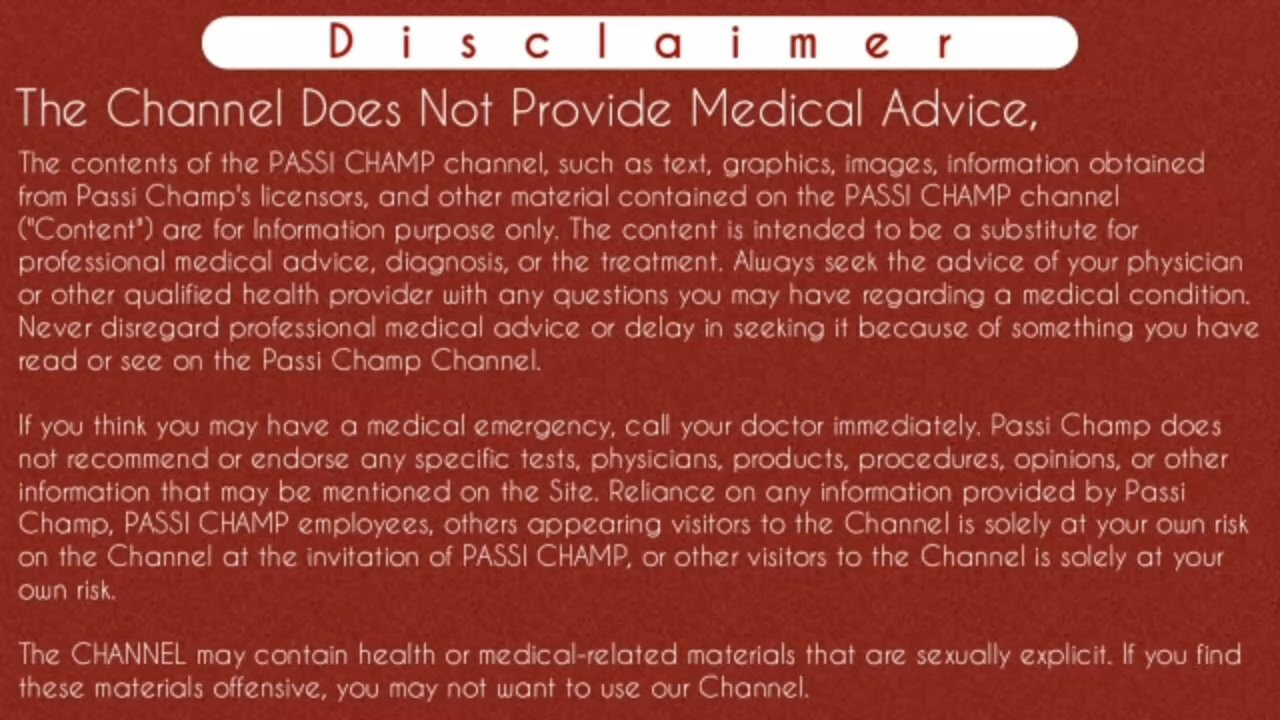 Disclaimer
The Channel Does Not Provide Medical Advice,
The contents of the PASSI CHAMP channel, such as text, graphics, images, information obtained
from Passi Champ's licensors, and other material contained on the PASSI CHAMP channel
("Content") are for Information purpose only. The content is intended to be a substitute for
professional medical advice, diagnosis, or the treatment. Always seek the advice of your physician
or other qualified health provider with any questions you may have regarding a medical condition.
Never disregard professional medical advice or delay in seeking it because of something you have
read or see on the Passi Champ Channel.
If you think you may have a medical emergency, call your doctor immediately. Passi Champ does
not recommend or endorse any specific tests, physicians, products, procedures, opinions, or other
information that may be mentioned on the Site. Reliance on any information provided by Passi
Champ, PASSI CHAMP employees, others appearing visitors to the Channel is solely at your own risk
on the Channel at the invitation of PASSI CHAMP, or other visitors to the Channel is solely at your
own risk.
The CHANNEL may contain health or medical-related materials that are sexually explicit. If you find
these materials offensive, you may not want to use our Channel.